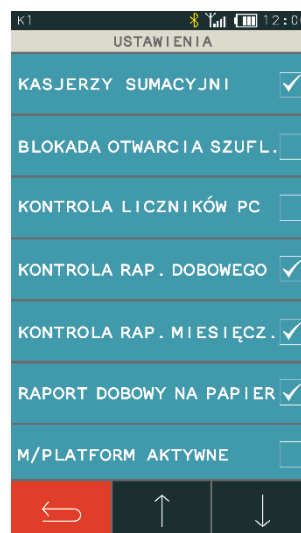 K1 12:0
USTAWIENIA
KASJERZY SUMACYJNI
BLOKADA OTWARCIA SZUFL.
KONTROLA LICZNIKÓW PC
KONTROLA RAP. DOBOWEGO
KONTROLA RAP. MIESIĘCZ.
RAPORT DOBOWY NA PAPIER
M/PLATFORM AKTYWNE